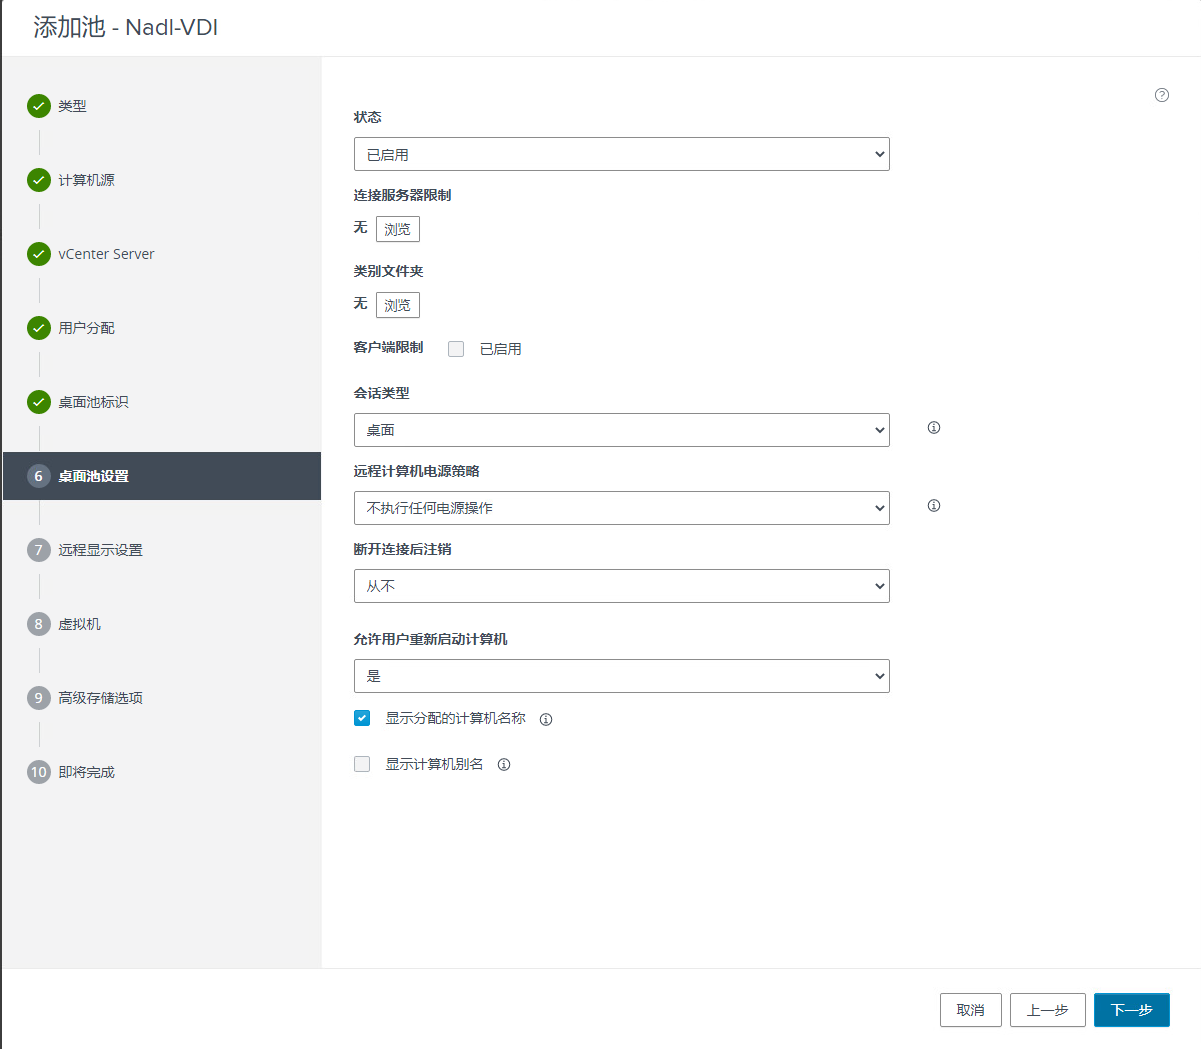 添加池 - Nadl-VDI
类型
计算机源
vCenter Server
用户分配
桌面池标识
6 桌面池设置
7 远程显示设置
8 虚拟机
9 高级存储选项
10 即将完成
状态
已启用
连接服务器限制
无 浏览
类别文件夹
无 浏览
客户端限制 已启用
会话类型
桌面
远程计算机电源策略
不执行任何电源操作
断开连接后注销
从不
允许用户重新启动计算机
是
显示分配的计算机名称
显示计算机别名
取消 上一步 下一步